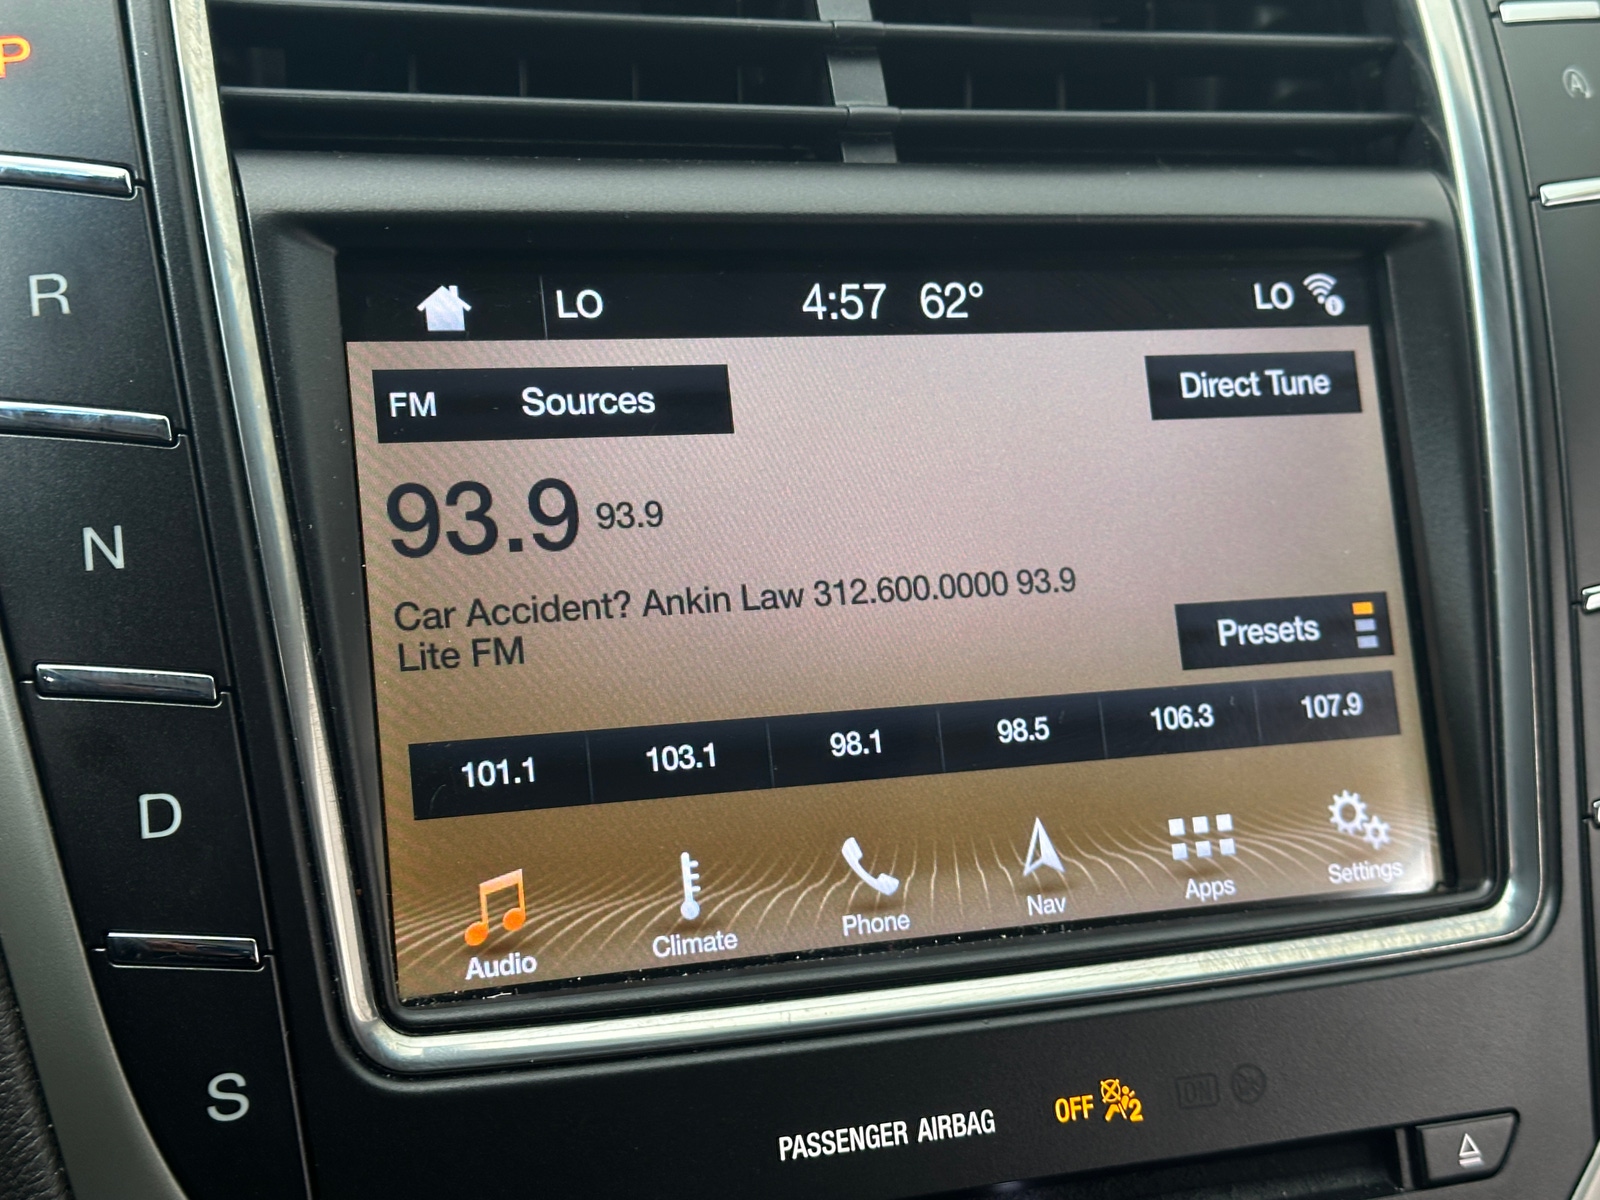 P
R
N
D
S
LO 4:57 62° LO
FM Sources Direct Tune
93.9 93.9
Car Accident? Ankin Law 312.600.0000 93.9
Lite FM
Presets
101.1 103.1 98.1 98.5 106.3 107.9
Audio Climate Phone Nav Apps Settings
PASSENGER AIRBAG OFF 2 ON
A